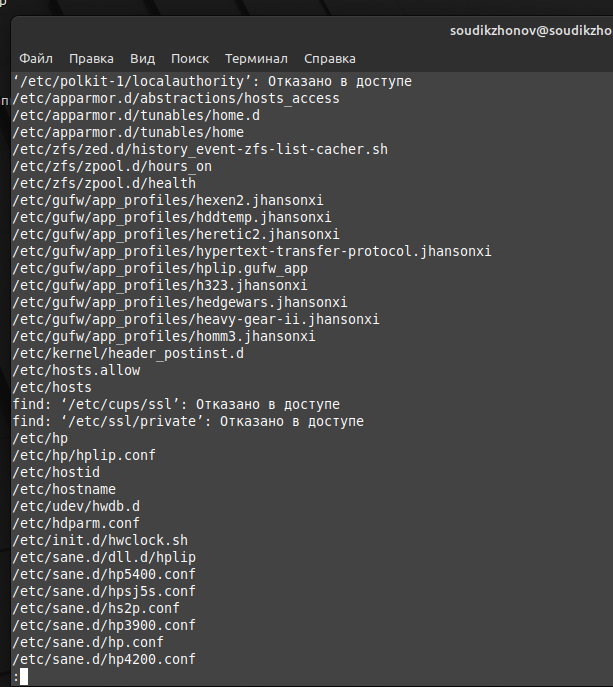 р
soudikzhonov@soudikzho
Файл Правка Вид Поиск Терминал Справка
п
‘/etc/polkit-1/localauthority’: Отказано в доступе
/etc/apparmor.d/abstractions/hosts_access
/etc/apparmor.d/tunables/home.d
/etc/apparmor.d/tunables/home
/etc/zfs/zed.d/history_event-zfs-list-cacher.sh
/etc/zfs/zpool.d/hours_on
/etc/zfs/zpool.d/health
/etc/gufw/app_profiles/hexen2.jhansonxi
/etc/gufw/app_profiles/hddtemp.jhansonxi
/etc/gufw/app_profiles/heretic2.jhansonxi
/etc/gufw/app_profiles/hypertext-transfer-protocol.jhansonxi
/etc/gufw/app_profiles/hplip.gufw_app
/etc/gufw/app_profiles/h323.jhansonxi
/etc/gufw/app_profiles/hedgewars.jhansonxi
/etc/gufw/app_profiles/heavy-gear-ii.jhansonxi
/etc/gufw/app_profiles/homm3.jhansonxi
/etc/kernel/header_postinst.d
/etc/hosts.allow
/etc/hosts
find: ‘/etc/cups/ssl’: Отказано в доступе
find: ‘/etc/ssl/private’: Отказано в доступе
/etc/hp
/etc/hp/hplip.conf
/etc/hostid
/etc/hostname
/etc/udev/hwdb.d
/etc/hdparm.conf
/etc/init.d/hwclock.sh
/etc/sane.d/dll.d/hplip
/etc/sane.d/hp5400.conf
/etc/sane.d/hpsj5s.conf
/etc/sane.d/hs2p.conf
/etc/sane.d/hp3900.conf
/etc/sane.d/hp.conf
/etc/sane.d/hp4200.conf
: